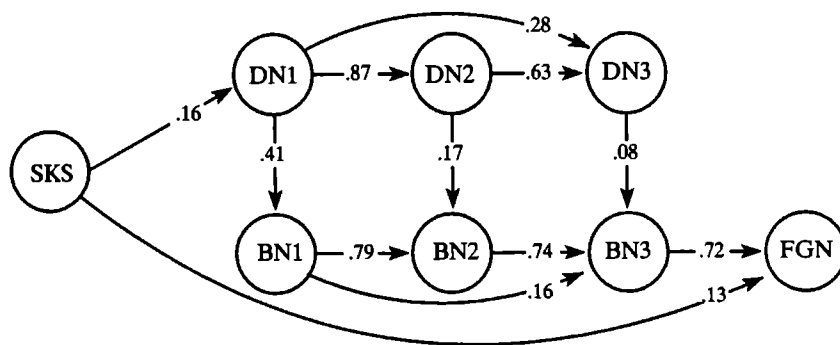 .28
DN1
.87
DN2
.63
DN3
.16
.41
.17
.08
SKS
BN1
.79
BN2
.74
BN3
.72
FGN
.16
.13